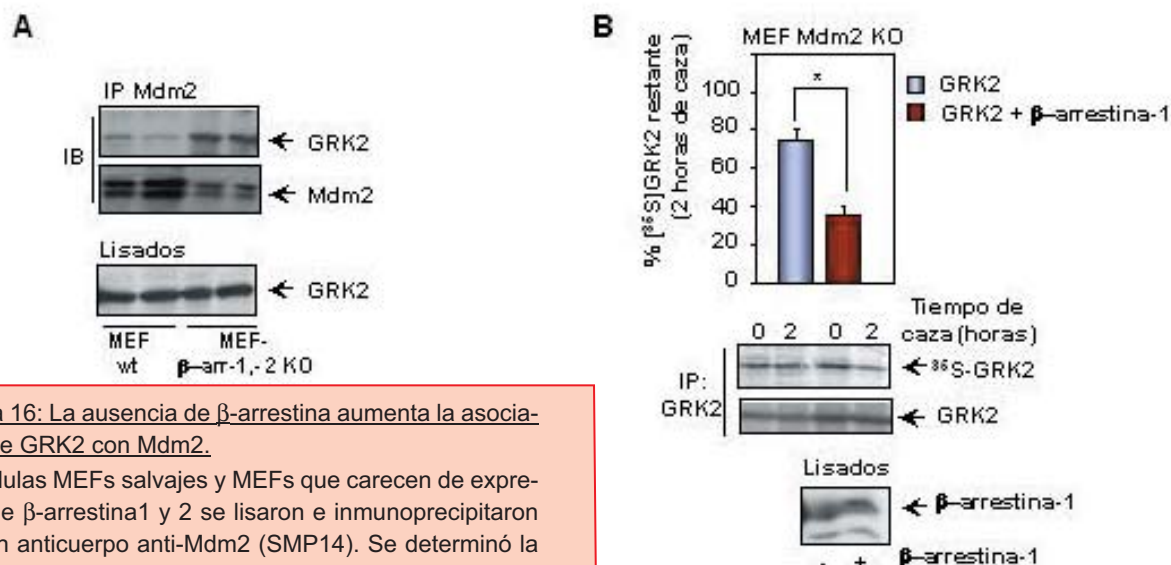 A
IP Mdm2
IB
GRK2
Mdm2
Lisados
GRK2
MEF wt
MEF-β-arr-1,-2 KO
a 16: La ausencia de β-arrestina aumenta la asocia-
e GRK2 con Mdm2.
lulas MEFs salvajes y MEFs que carecen de expre-
e β-arrestina1 y 2 se lisaron e inmunoprecipitaron
n anticuerpo anti-Mdm2 (SMP14). Se determinó la
B
MEF Mdm2 KO
% [³⁵S]GRK2 restante
(2 horas de caza)
100
80
60
40
20
0
*
GRK2
GRK2 + β-arrestina-1
Tiempo de
0 2 0 2 caza (horas)
IP:
GRK2
³⁵S-GRK2
GRK2
Lisados
β-arrestina-1
- + β-arrestina-1